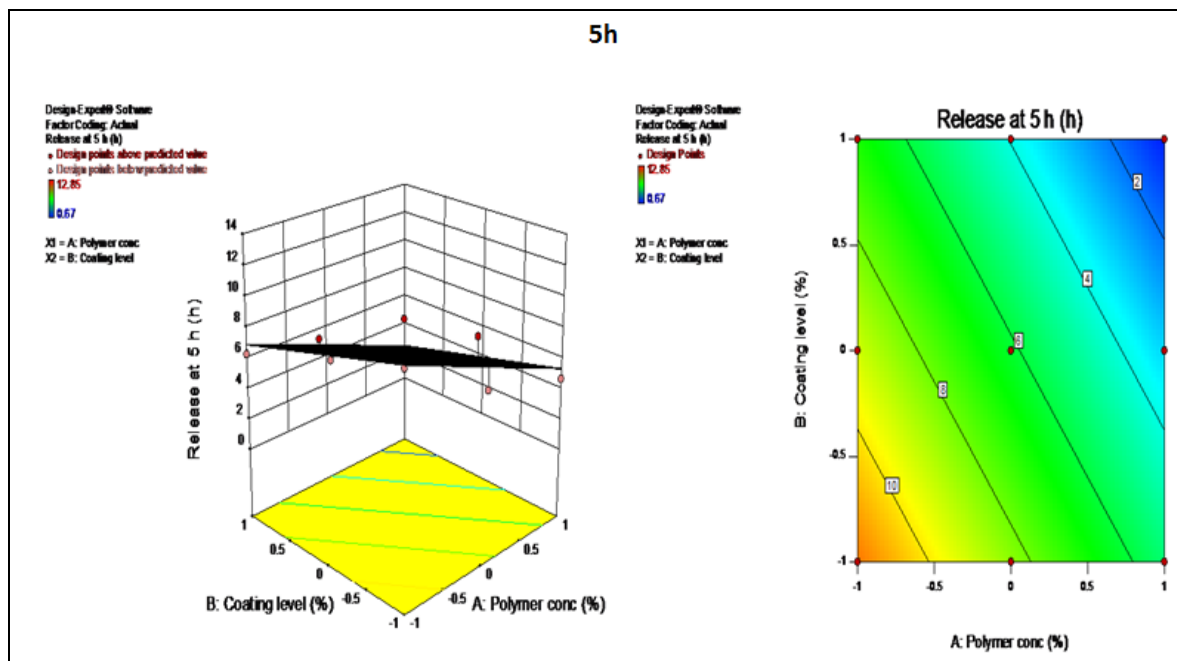 5h
Design-Expert® Software
Factor Coding: Actual
Release at 5 h (h)
Design points above predicted value
Design points below predicted value
12.85
0.67
X1 = A: Polymer conc
X2 = B: Coating level
14
12
10
8
6
4
2
0
Release at 5 h (h)
1
0.5
0
-0.5
-1
B: Coating level (%)
-1
-0.5
0
0.5
1
A: Polymer conc (%)
Design-Expert® Software
Factor Coding: Actual
Release at 5 h (h)
Design Points
12.85
0.67
X1 = A: Polymer conc
X2 = B: Coating level
Release at 5 h (h)
1
0.5
0
-0.5
-1
B: Coating level (%)
2
4
6
8
10
-1
-0.5
0
0.5
1
A: Polymer conc (%)